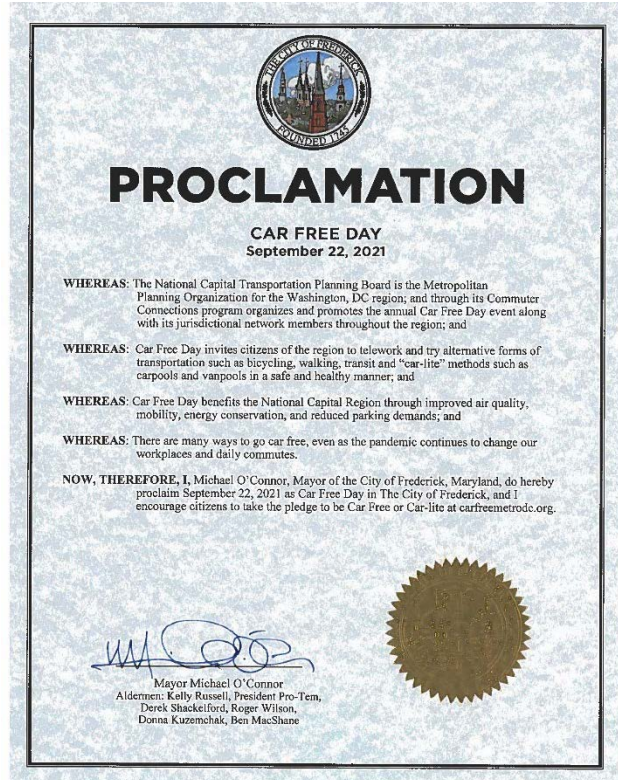 THE CITY OF FREDERICK
FOUNDED 1745
PROCLAMATION
CAR FREE DAY
September 22, 2021
WHEREAS: The National Capital Transportation Planning Board is the Metropolitan
Planning Organization for the Washington, DC region; and through its Commuter
Connections program organizes and promotes the annual Car Free Day event along
with its jurisdictional network members throughout the region; and
WHEREAS: Car Free Day invites citizens of the region to telework and try alternative forms of
transportation such as bicycling, walking, transit and “car-lite” methods such as
carpools and vanpools in a safe and healthy manner; and
WHEREAS: Car Free Day benefits the National Capital Region through improved air quality,
mobility, energy conservation, and reduced parking demands; and
WHEREAS: There are many ways to go car free, even as the pandemic continues to change our
workplaces and daily commutes.
NOW, THEREFORE, I, Michael O’Connor, Mayor of the City of Frederick, Maryland, do hereby
proclaim September 22, 2021 as Car Free Day in The City of Frederick, and I
encourage citizens to take the pledge to be Car Free or Car-lite at carfreemetrodc.org.
Mayor Michael O’Connor
Aldermen: Kelly Russell, President Pro-Tem,
Derek Shackelford, Roger Wilson,
Donna Kuzemchak, Ben MacShane